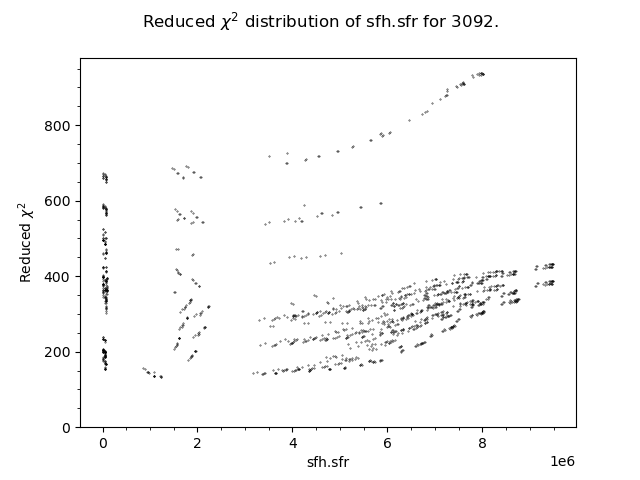 Reduced χ² distribution of sfh.sfr for 3092.
Reduced χ²
800
600
400
200
0
0 2 4 6 8
1e6
sfh.sfr